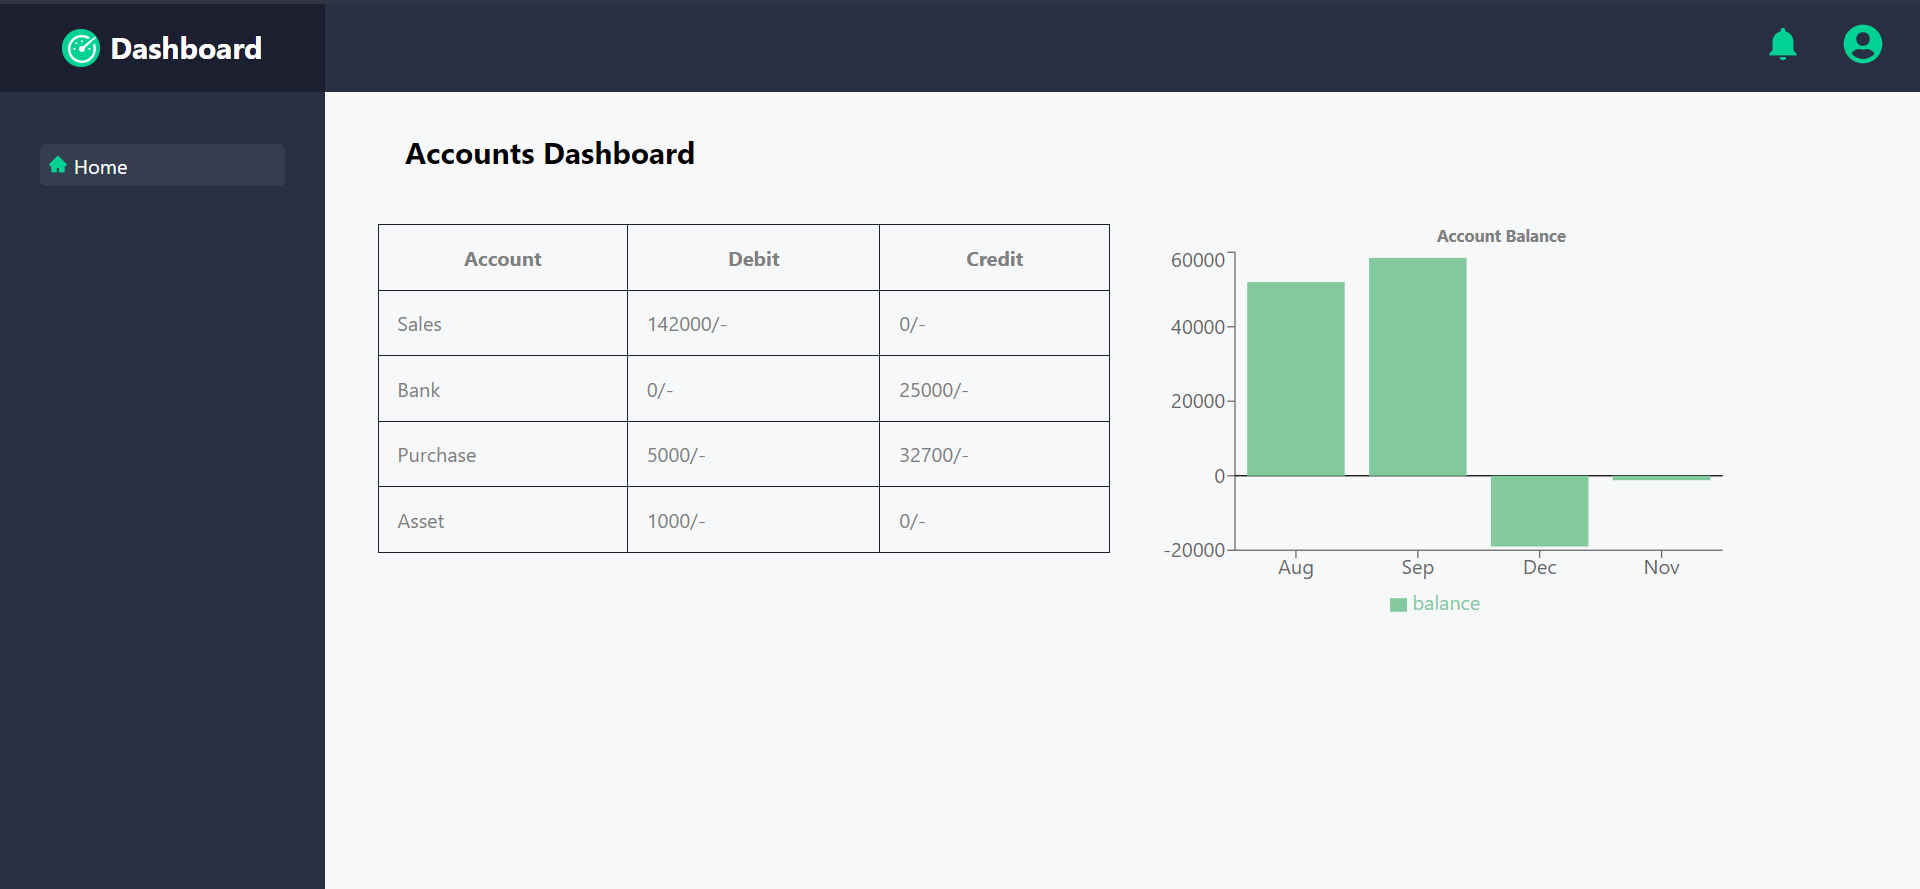 Dashboard
Home
Accounts Dashboard
Account Debit Credit
Sales 142000/- 0/-
Bank 0/- 25000/-
Purchase 5000/- 32700/-
Asset 1000/- 0/-
Account Balance
60000
40000
20000
0
-20000
Aug Sep Dec Nov
balance